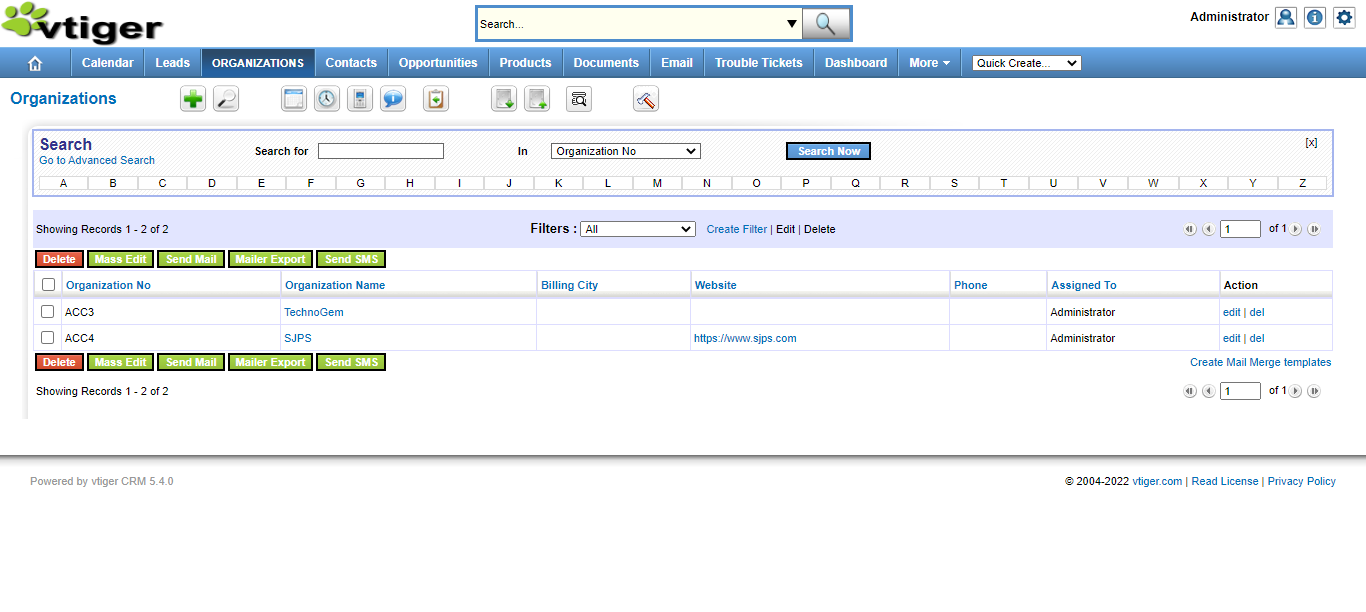 vtiger
Search...
Administrator
Calendar Leads ORGANIZATIONS Contacts Opportunities Products Documents Email Trouble Tickets Dashboard More Quick Create...
Organizations
Search
Go to Advanced Search
Search for In Organization No Search Now [x]
A B C D E F G H I J K L M N O P Q R S T U V W X Y Z
Showing Records 1 - 2 of 2 Filters : All Create Filter | Edit | Delete 1 of 1
Delete Mass Edit Send Mail Mailer Export Send SMS
Organization No Organization Name Billing City Website Phone Assigned To Action
ACC3 TechnoGem Administrator edit | del
ACC4 SJPS https://www.sjps.com Administrator edit | del
Delete Mass Edit Send Mail Mailer Export Send SMS Create Mail Merge templates
Showing Records 1 - 2 of 2 1 of 1
Powered by vtiger CRM 5.4.0 © 2004-2022 vtiger.com | Read License | Privacy Policy